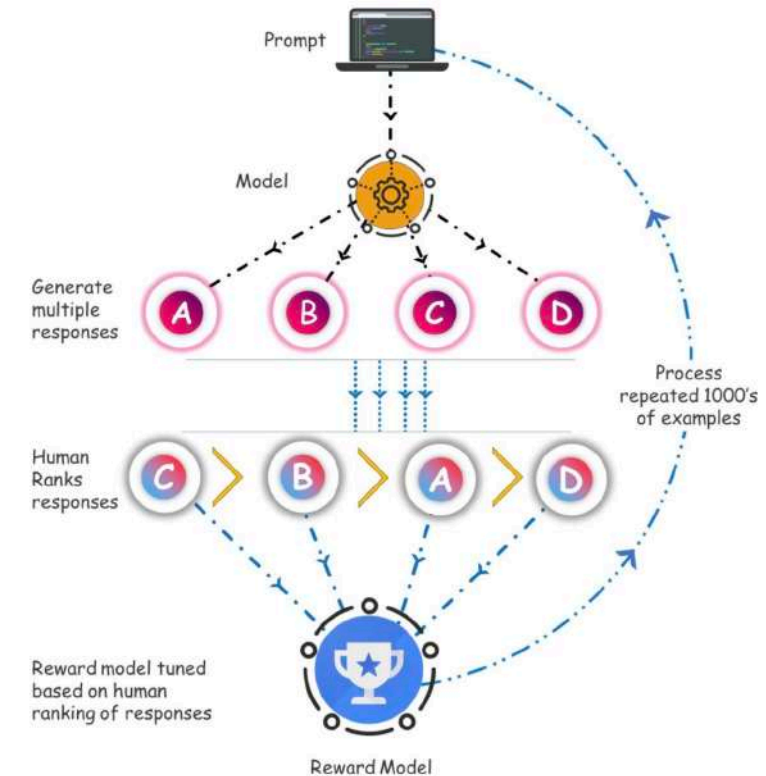 Prompt
Model
Generate
multiple
responses
A
B
C
D
Process
repeated 1000's
of examples
Human
Ranks
responses
C
B
A
D
Reward model tuned
based on human
ranking of responses
Reward Model